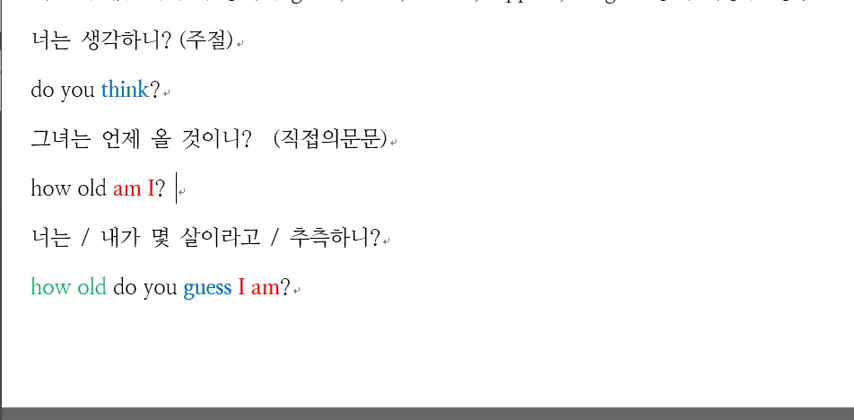 너는 생각하니? (주절)
do you think?
그녀는 언제 올 것이니? (직접의문문)
how old am I?
너는 / 내가 몇 살이라고 / 추측하니?
how old do you guess I am?